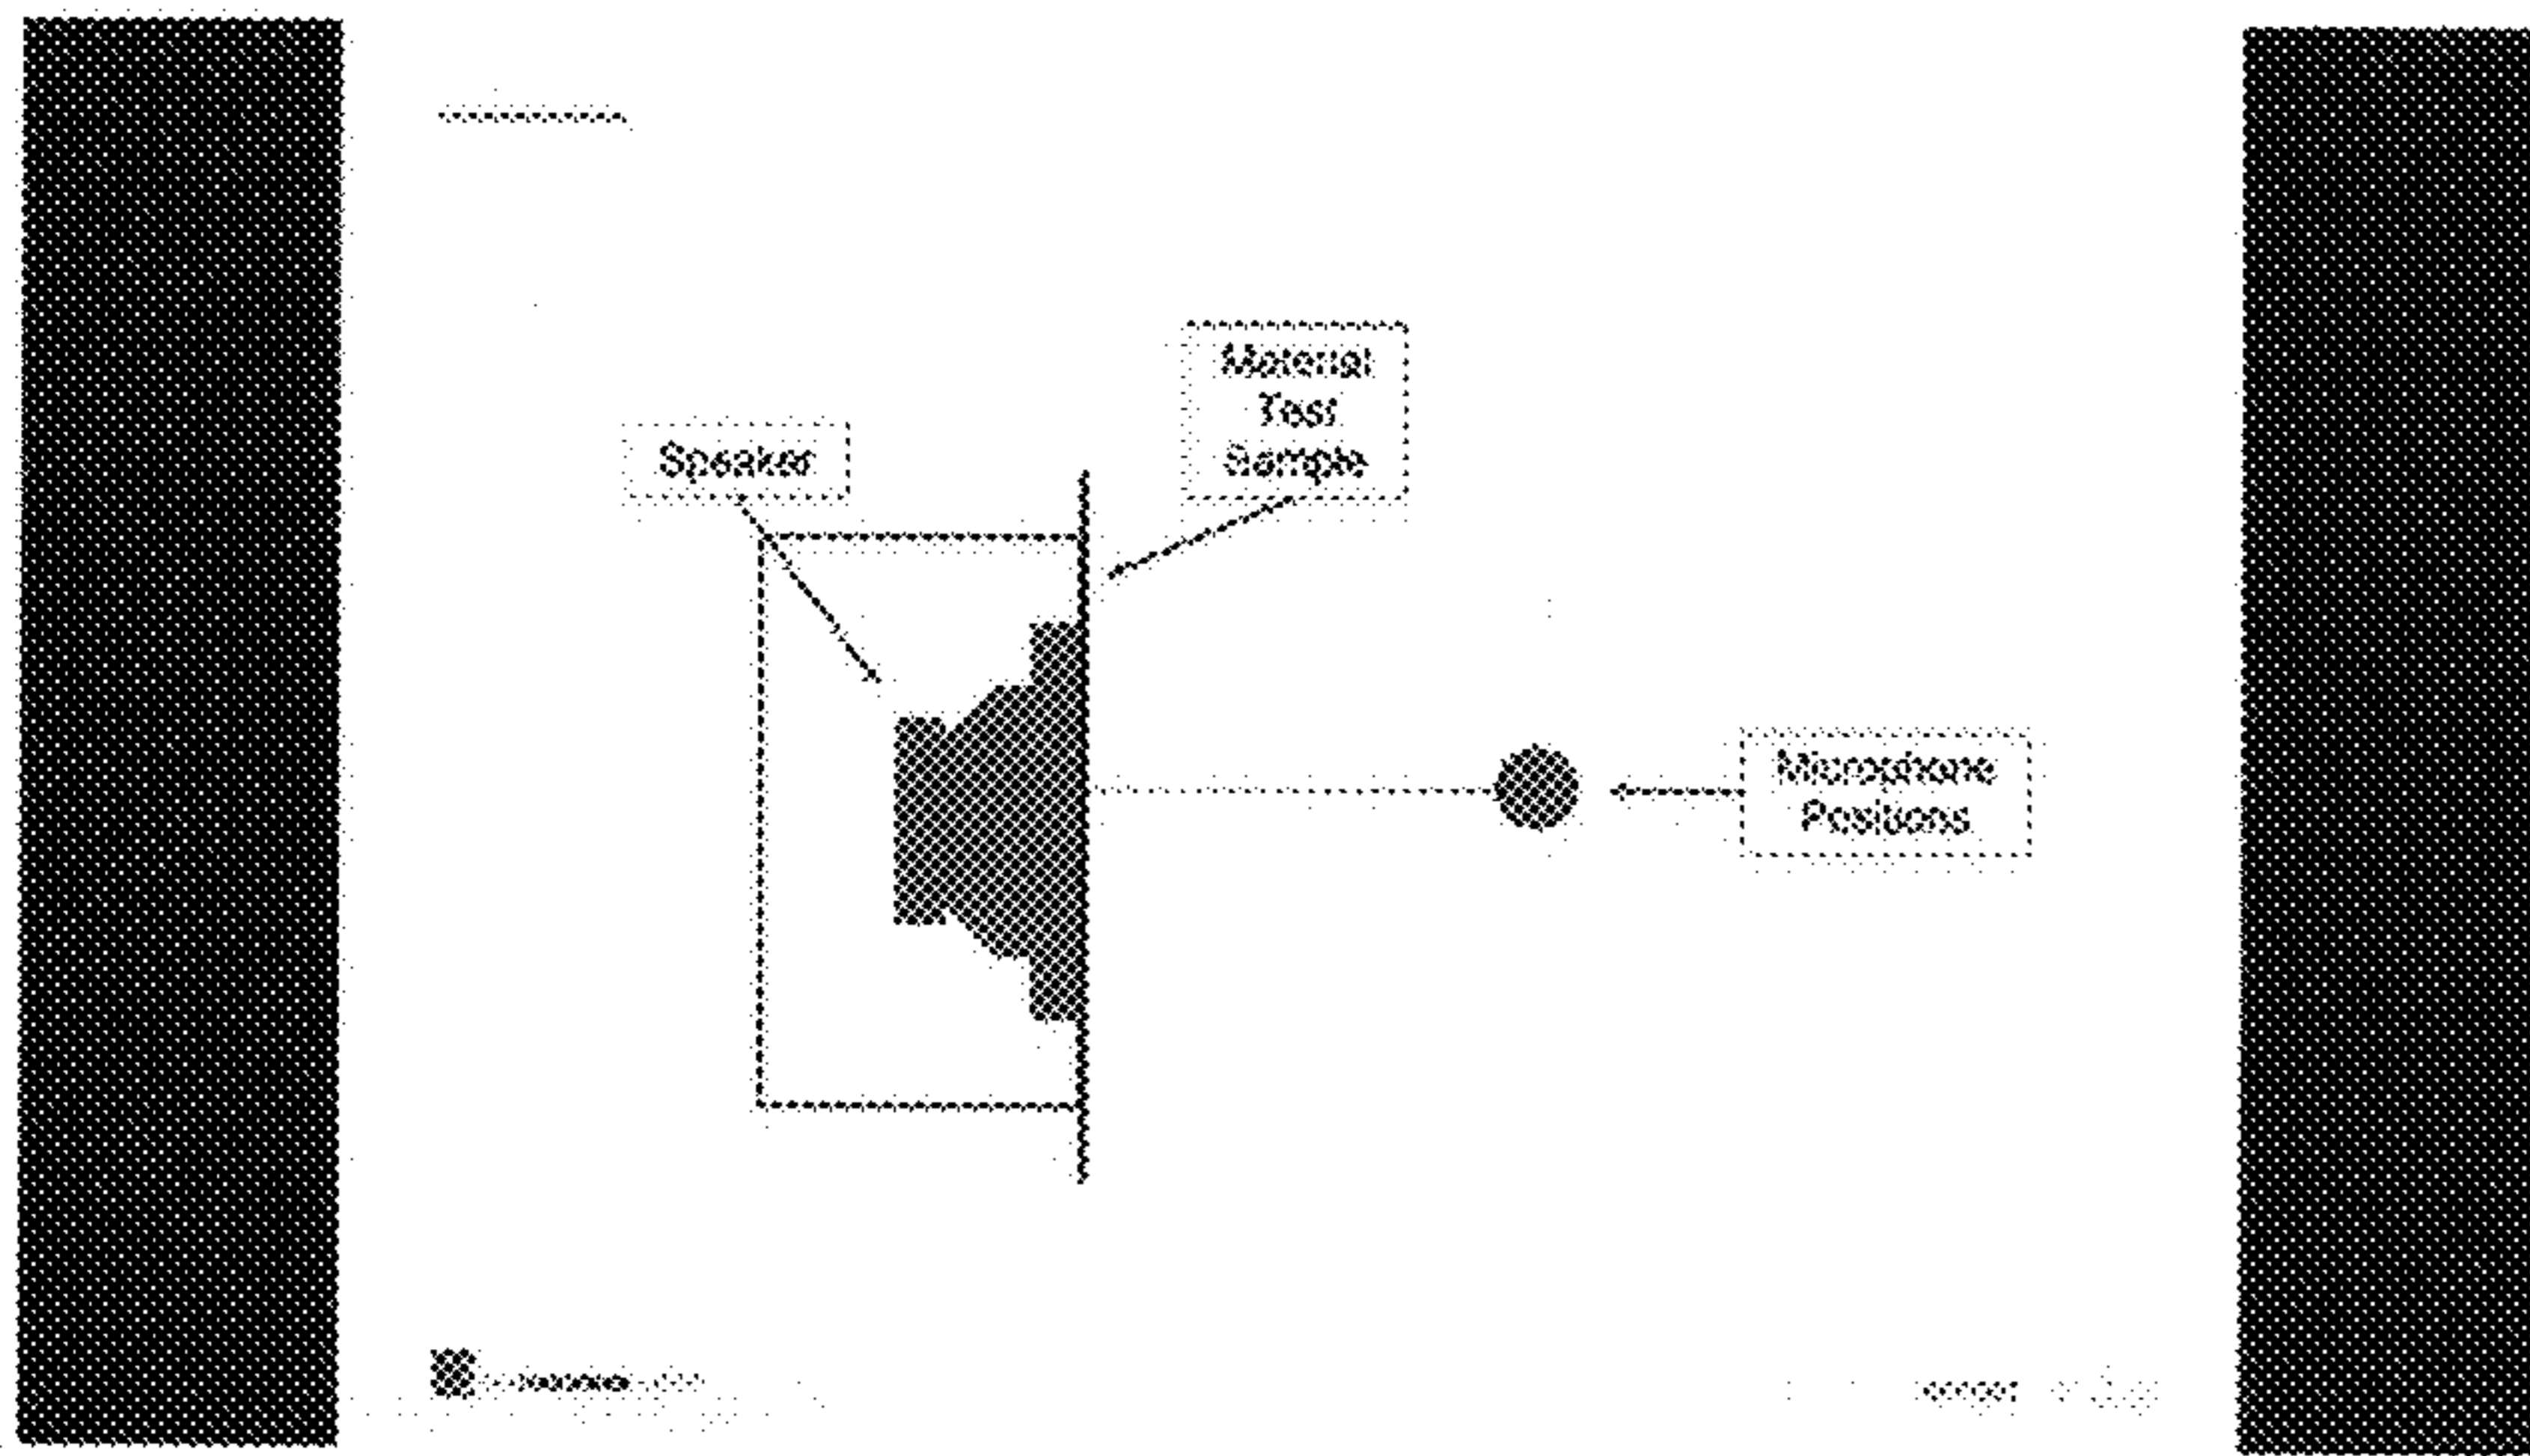 Material
Test
Sample
Speaker
Microphone
Positions